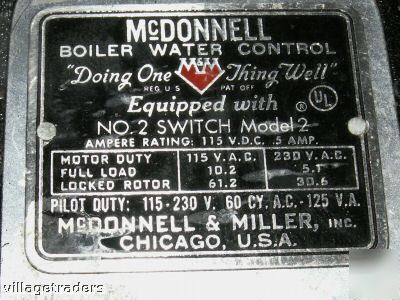 McDONNELL
BOILER WATER CONTROL
"Doing One M&M Thing Well"
REG. U S PAT OFF
Equipped with ® UL
NO. 2 SWITCH Model 2
AMPERE RATING: 115 V.D.C. .5 AMP.
MOTOR DUTY 115 V.A.C. 230 V.A.C.
FULL LOAD 10.2 5.1
LOCKED ROTOR 61.2 30.6
PILOT DUTY: 115-230 V. 60 CY. A.C.-125 V.A.
McDONNELL & MILLER, INC.
CHICAGO, U.S.A.
villagetraders